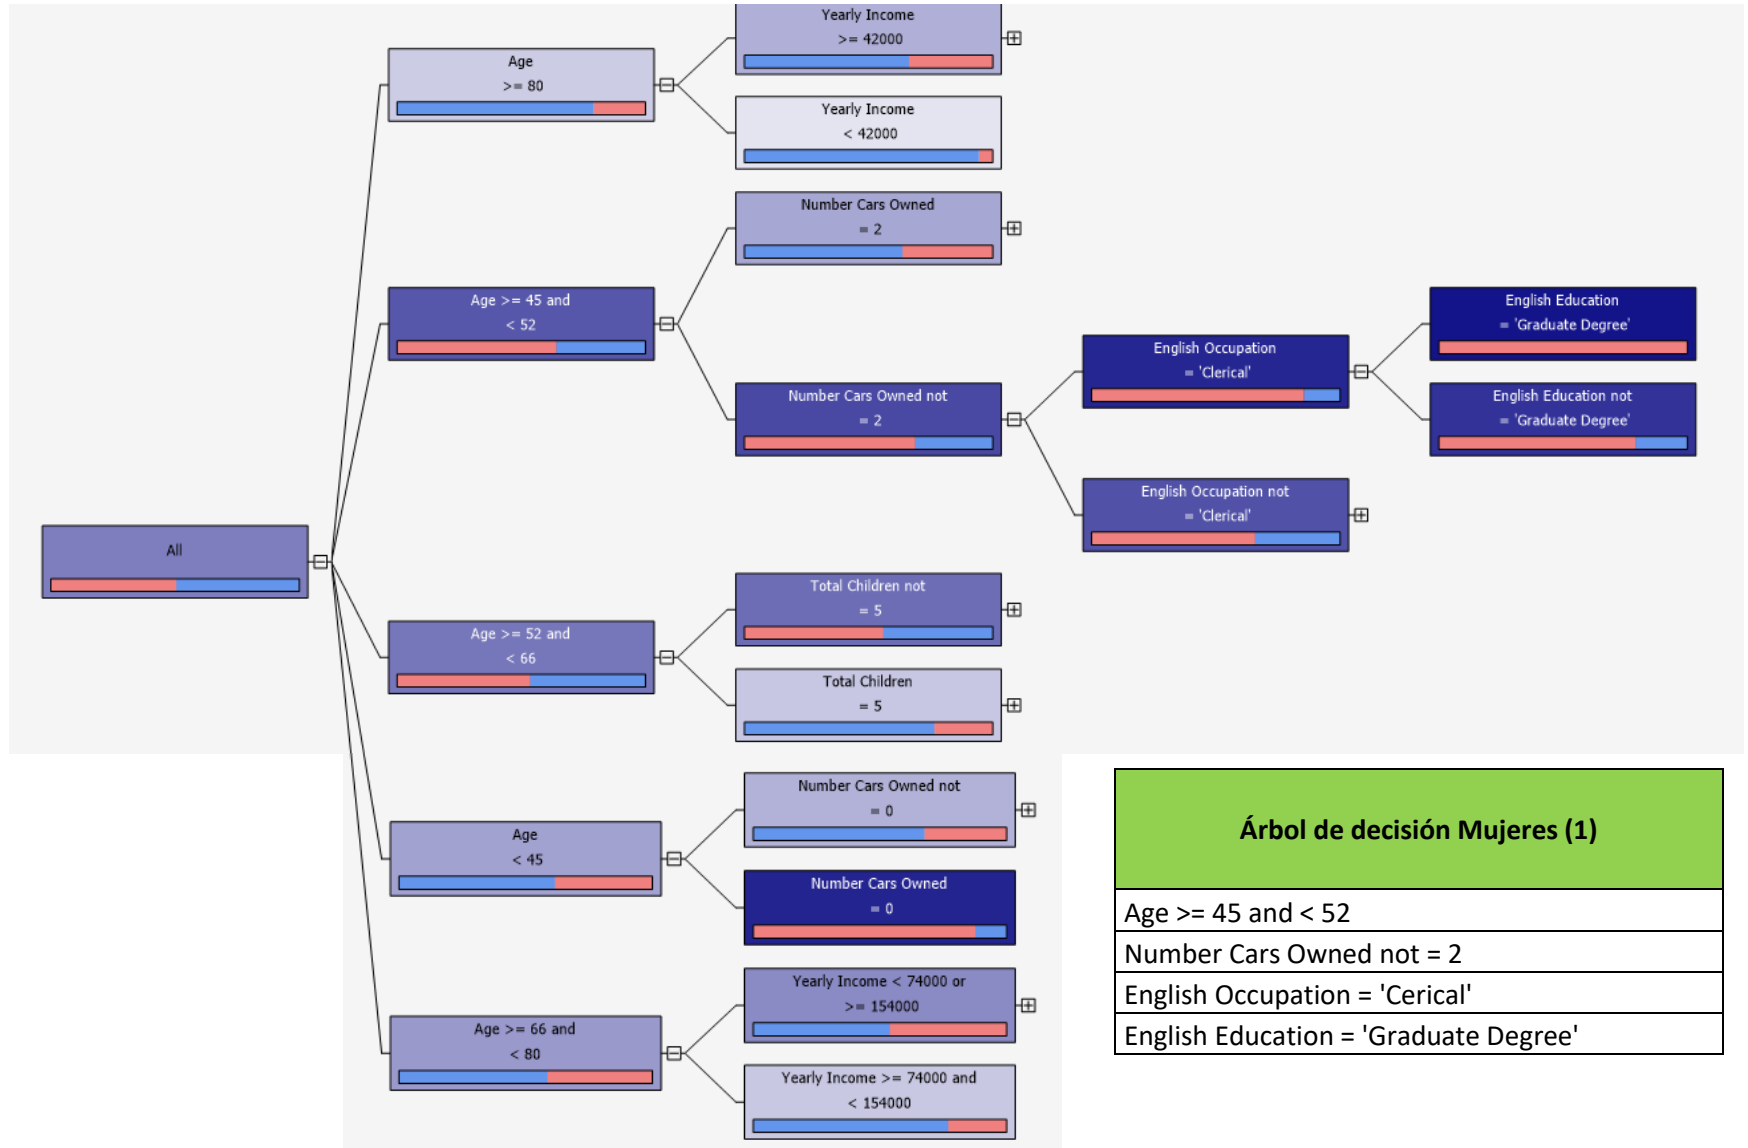 Yearly Income
>= 42000
Age
>= 80
Yearly Income
< 42000
Number Cars Owned
= 2
Age >= 45 and
< 52
Number Cars Owned not
= 2
English Occupation
= 'Clerical'
English Education
= 'Graduate Degree'
English Education not
= 'Graduate Degree'
English Occupation not
= 'Clerical'
All
Total Children not
= 5
Age >= 52 and
< 66
Total Children
= 5
Number Cars Owned not
= 0
Age
< 45
Number Cars Owned
= 0
Yearly Income < 74000 or
>= 154000
Age >= 66 and
< 80
Yearly Income >= 74000 and
< 154000
Árbol de decisión Mujeres (1)
Age >= 45 and < 52
Number Cars Owned not = 2
English Occupation = 'Cerical'
English Education = 'Graduate Degree'